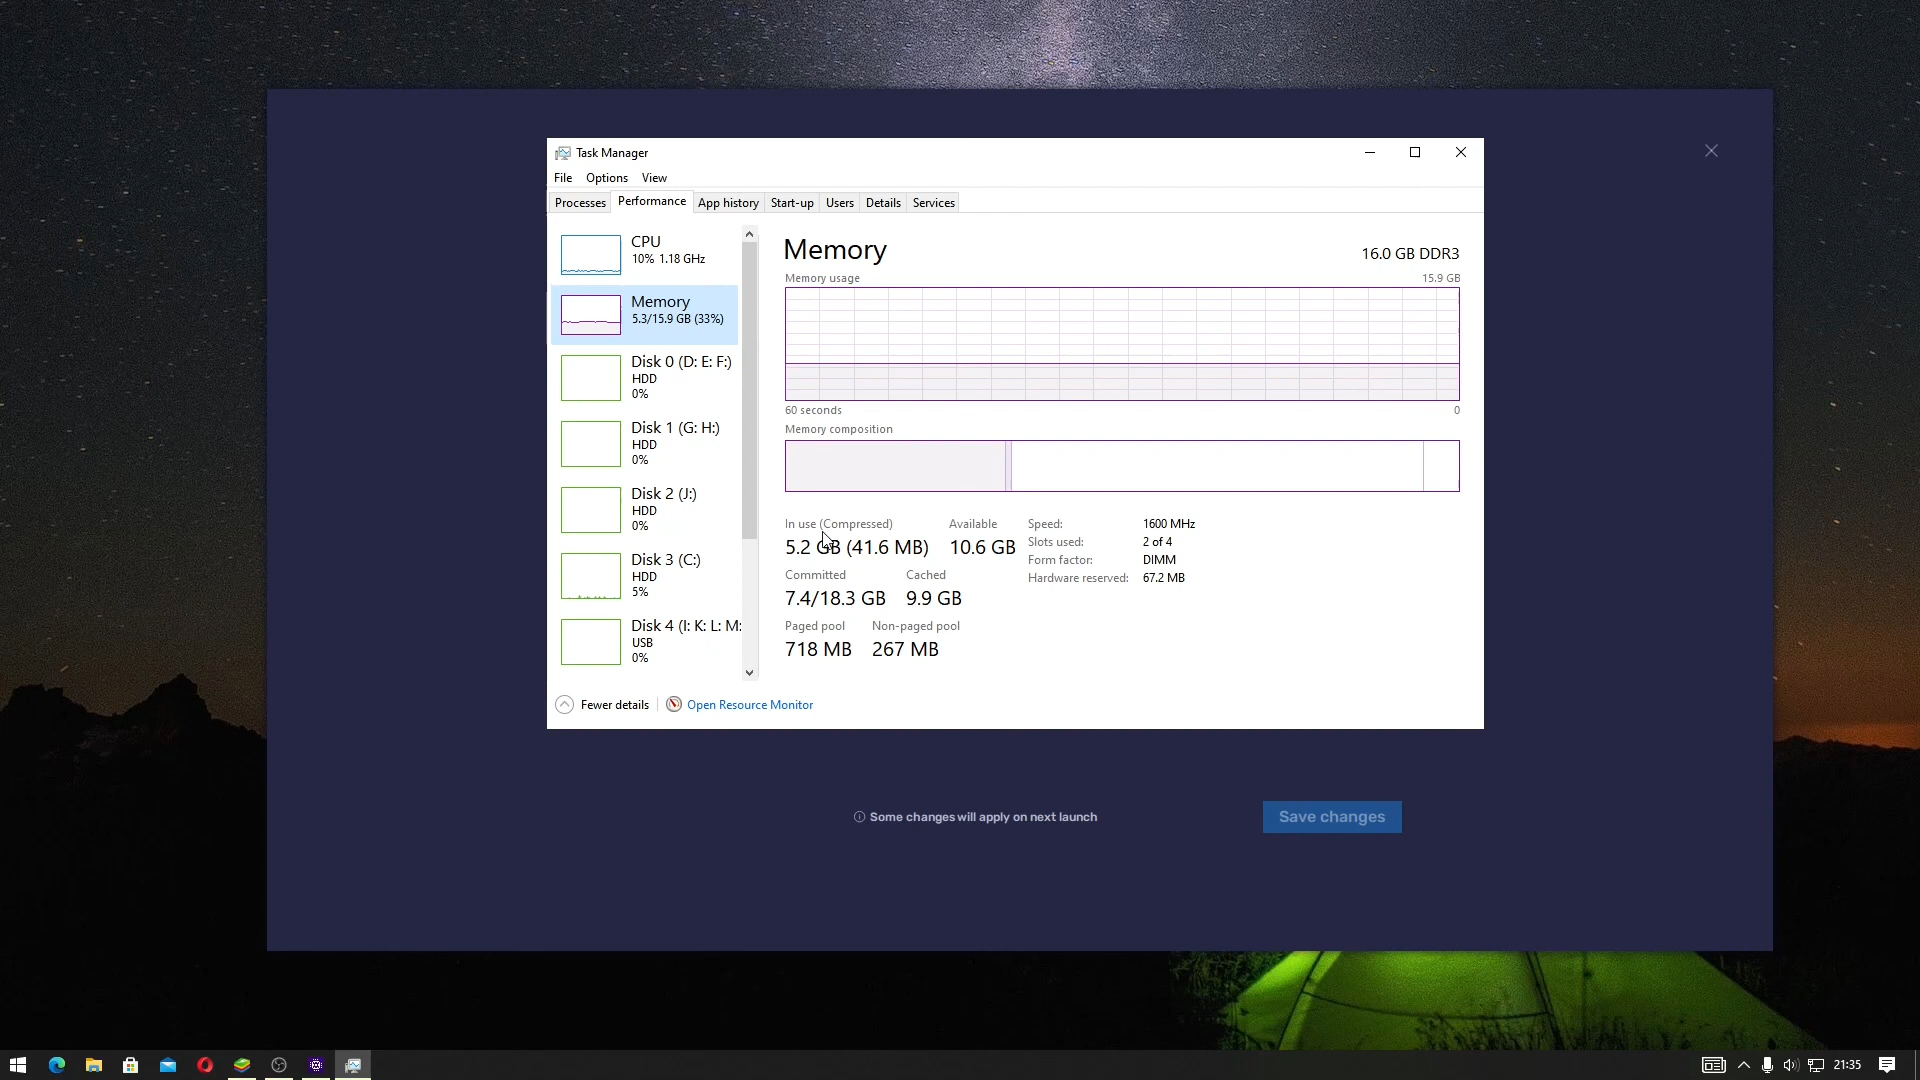 Task Manager
File Options View
Processes Performance App history Start-up Users Details Services
CPU
10% 1.18 GHz
Memory
5.3/15.9 GB (33%)
Disk 0 (D: E: F:)
HDD
0%
Disk 1 (G: H:)
HDD
0%
Disk 2 (J:)
HDD
0%
Disk 3 (C:)
HDD
5%
Disk 4 (I: K: L: M:
USB
0%
Memory 16.0 GB DDR3
Memory usage 15.9 GB
60 seconds 0
Memory composition
In use (Compressed) Available
5.2 GB (41.6 MB) 10.6 GB
Committed Cached
7.4/18.3 GB 9.9 GB
Paged pool Non-paged pool
718 MB 267 MB
Speed: 1600 MHz
Slots used: 2 of 4
Form factor: DIMM
Hardware reserved: 67.2 MB
Fewer details Open Resource Monitor
Some changes will apply on next launch
Save changes
21:35